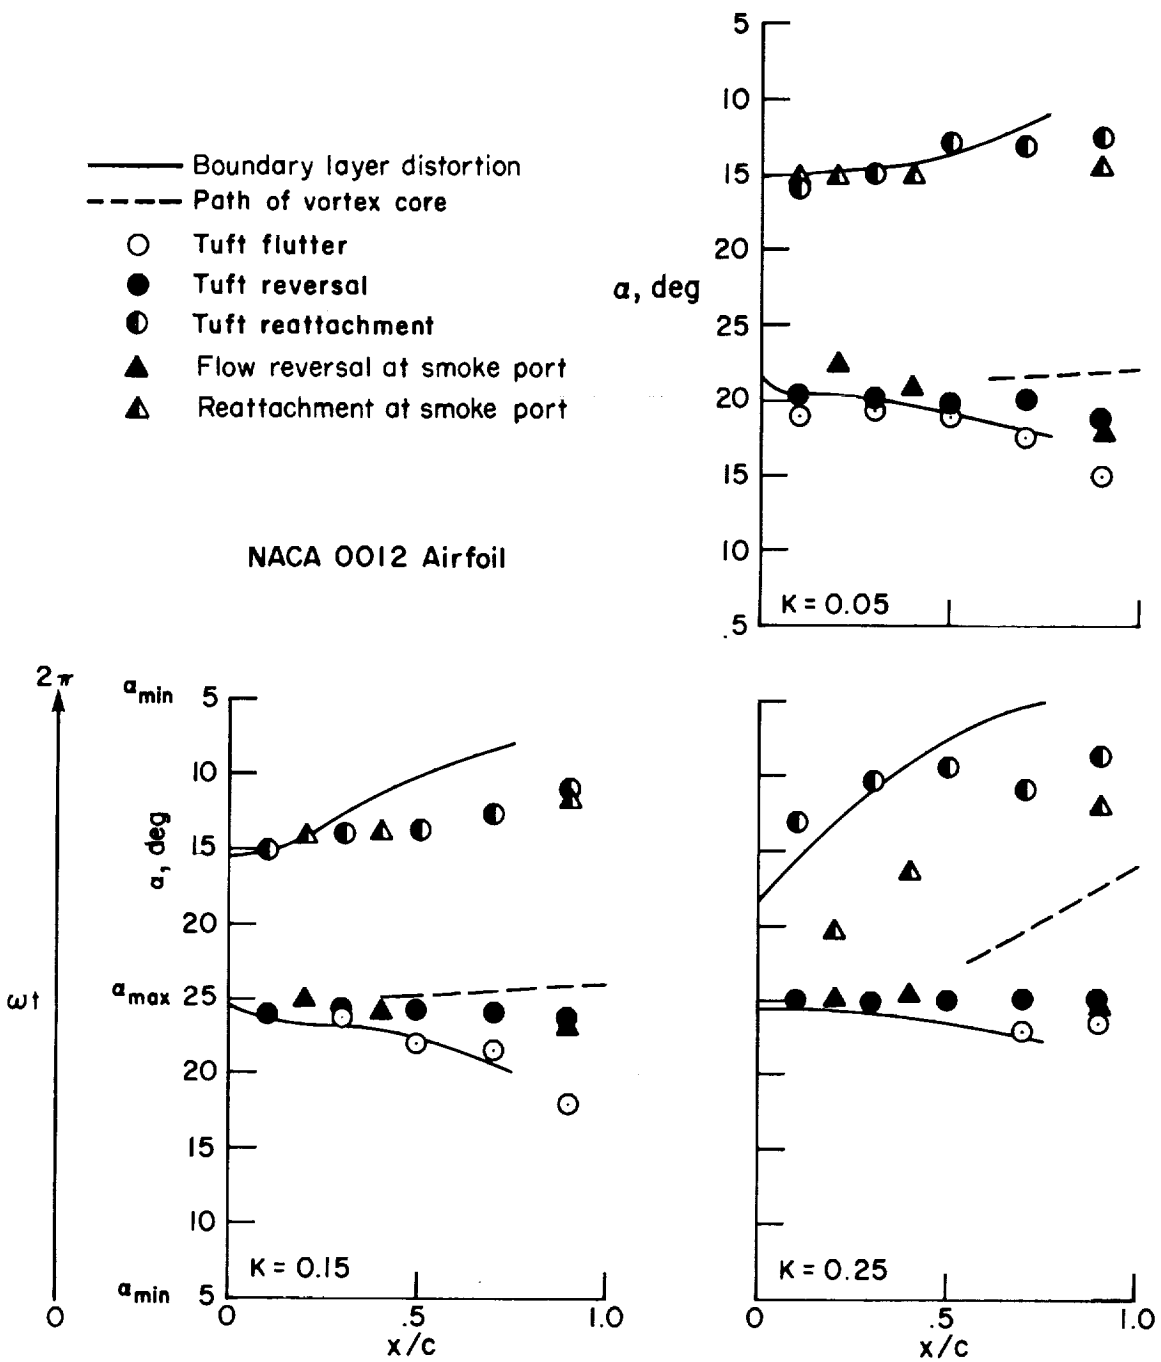 Boundary layer distortion
Path of vortex core
Tuft flutter
Tuft reversal
Tuft reattachment
Flow reversal at smoke port
Reattachment at smoke port
NACA 0012 Airfoil
5
10
15
20
α, deg
25
20
15
10
K = 0.05
.5
2π
αmin 5
10
15
α, deg
20
ωt
αmax 25
20
15
10
K = 0.15
αmin 5
0
0 .5 1.0
x/c
K = 0.25
0 .5 1.0
x/c